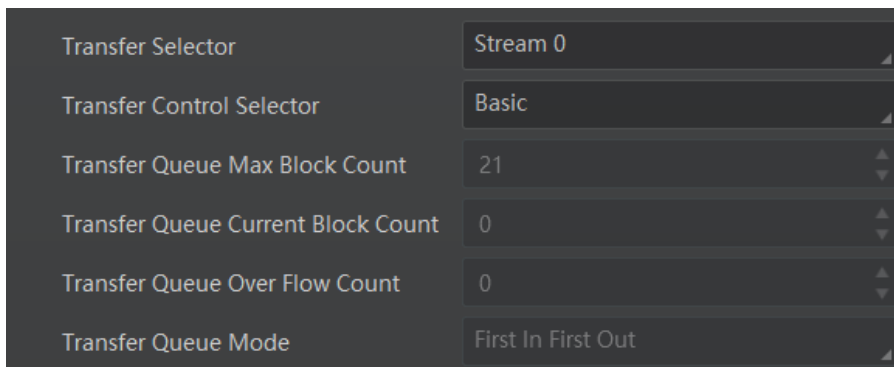 Transfer Selector Stream 0
Transfer Control Selector Basic
Transfer Queue Max Block Count 21
Transfer Queue Current Block Count 0
Transfer Queue Over Flow Count 0
Transfer Queue Mode First In First Out